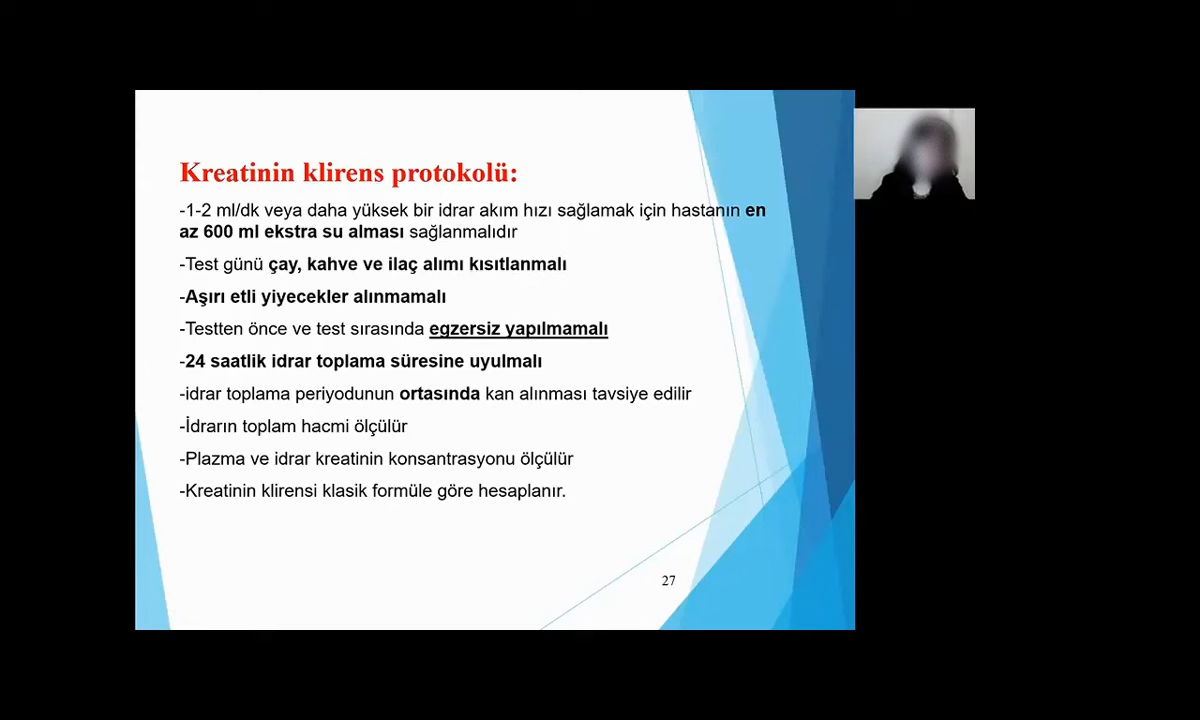 Kreatinin klirens protokolü:
-1-2 ml/dk veya daha yüksek bir idrar akım hızı sağlamak için hastanın en
az 600 ml ekstra su alması sağlanmalıdır
-Test günü çay, kahve ve ilaç alımı kısıtlanmalı
-Aşırı etli yiyecekler alınmamalı
-Testten önce ve test sırasında egzersiz yapılmamalı
-24 saatlik idrar toplama süresine uyulmalı
-idrar toplama periyodunun ortasında kan alınması tavsiye edilir
-İdrarın toplam hacmi ölçülür
-Plazma ve idrar kreatinin konsantrasyonu ölçülür
-Kreatinin klirensi klasik formüle göre hesaplanır.
27